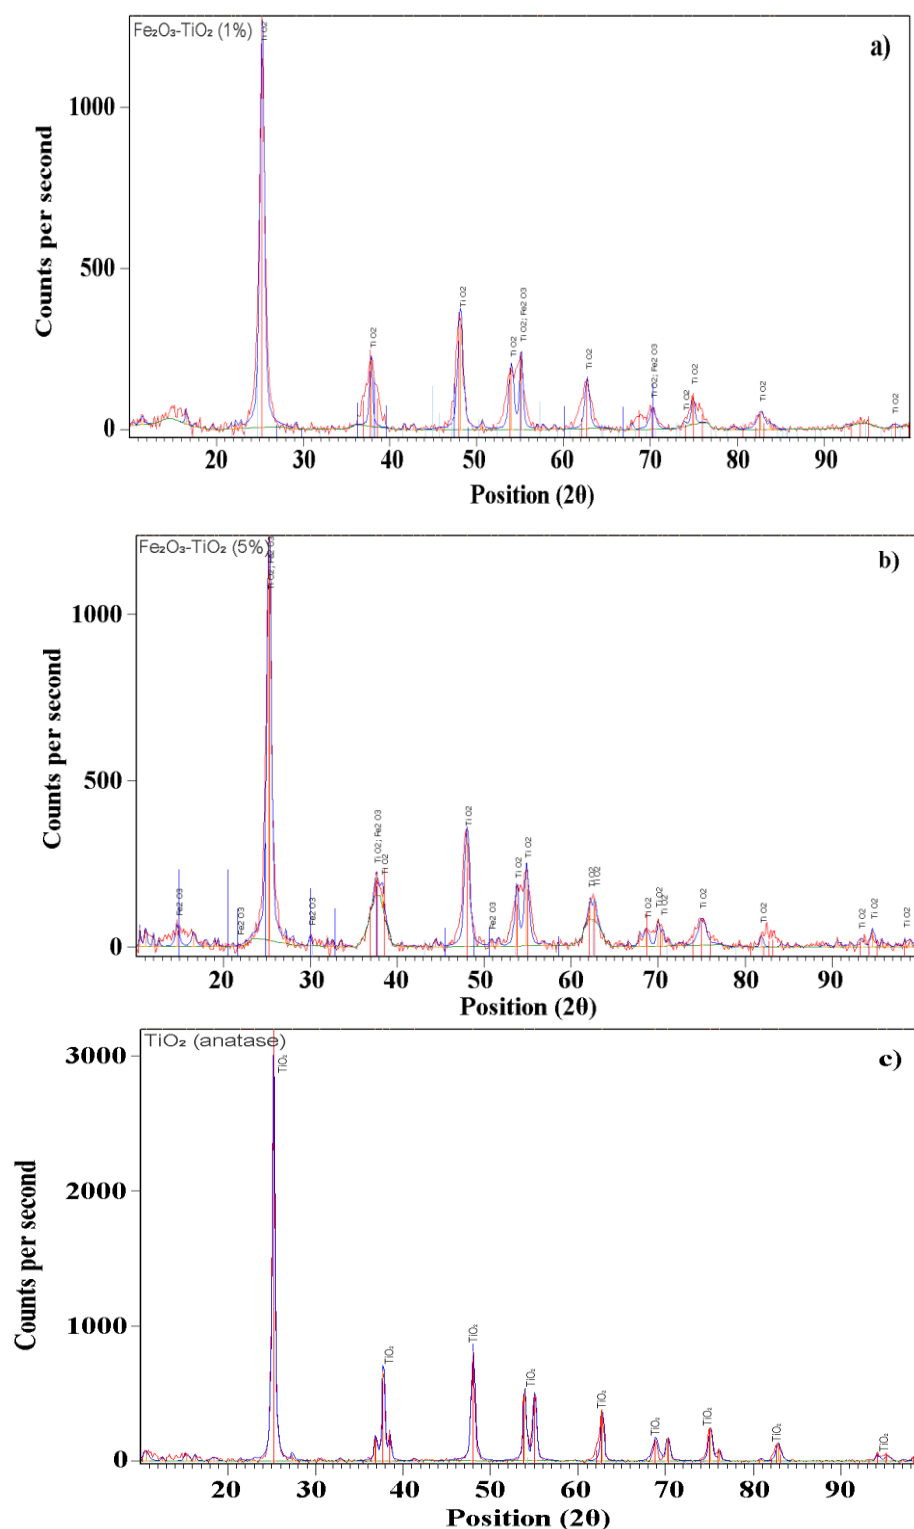 Fe₂O₃-TiO₂ (1%)
a)
Ti O2
1000
500
0
Counts per second
Ti O2
Ti O2
Ti O2
Ti O2; Fe2 O3
Ti O2
Ti O2; Fe2 O3
Ti O2
Ti O2
Ti O2
Ti O2
20 30 40 50 60 70 80 90
Position (2θ)
Fe₂O₃-TiO₂ (5%)
b)
Ti O2; Fe2 O3
1000
500
0
Counts per second
Fe2 O3
Fe2 O3
Fe2 O3
Ti O2; Fe2 O3
Ti O2
Ti O2
Fe2 O3
Ti O2
Ti O2
Ti O2
Ti O2
Ti O2
Ti O2
Ti O2
Ti O2
Ti O2
Ti O2
Ti O2
Ti O2
20 30 40 50 60 70 80 90
Position (2θ)
TiO₂ (anatase)
c)
TiO₂
3000
2000
1000
0
Counts per second
TiO₂
TiO₂
TiO₂
TiO₂
TiO₂
TiO₂
TiO₂
TiO₂
20 30 40 50 60 70 80 90
Position (2θ)